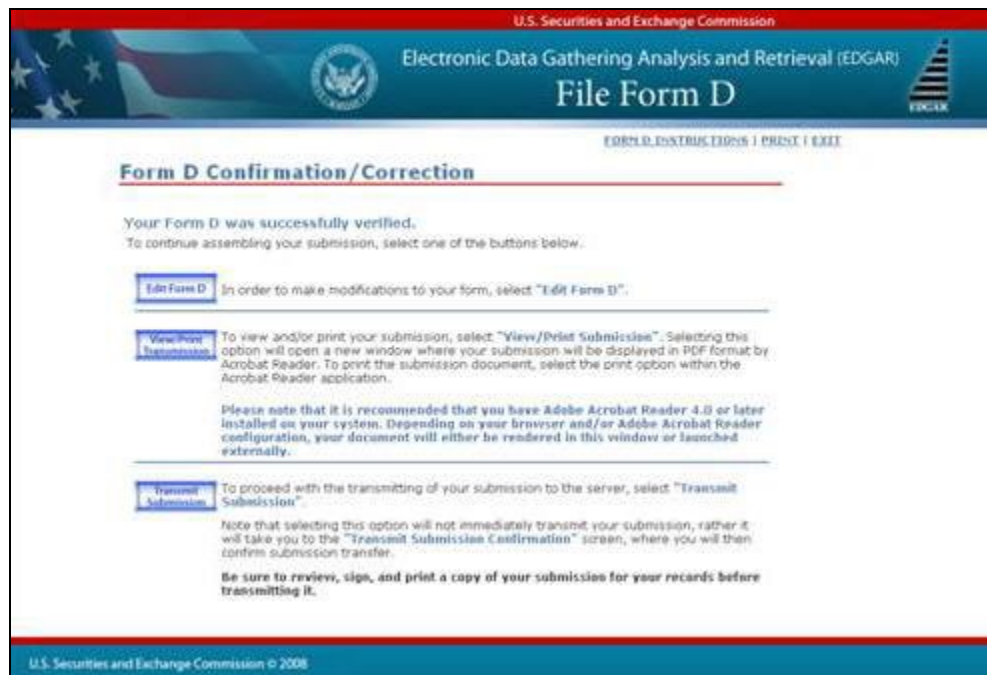 U.S. Securities and Exchange Commission
Electronic Data Gathering Analysis and Retrieval (EDGAR)
File Form D
EDGAR
FORM D INSTRUCTIONS | PRINT | EXIT
Form D Confirmation/Correction
Your Form D was successfully verified.
To continue assembling your submission, select one of the buttons below.
Edit Form D
In order to make modifications to your form, select "Edit Form D".
View/Print
Transmission
To view and/or print your submission, select "View/Print Submission". Selecting this
option will open a new window where your submission will be displayed in PDF format by
Acrobat Reader. To print the submission document, select the print option within the
Acrobat Reader application.
Please note that it is recommended that you have Adobe Acrobat Reader 4.0 or later
installed on your system. Depending on your browser and/or Adobe Acrobat Reader
configuration, your document will either be rendered in this window or launched
externally.
Transmit
Submission
To proceed with the transmitting of your submission to the server, select "Transmit
Submission".
Note that selecting this option will not immediately transmit your submission, rather it
will take you to the "Transmit Submission Confirmation" screen, where you will then
confirm submission transfer.
Be sure to review, sign, and print a copy of your submission for your records before
transmitting it.
U.S. Securities and Exchange Commission © 2008